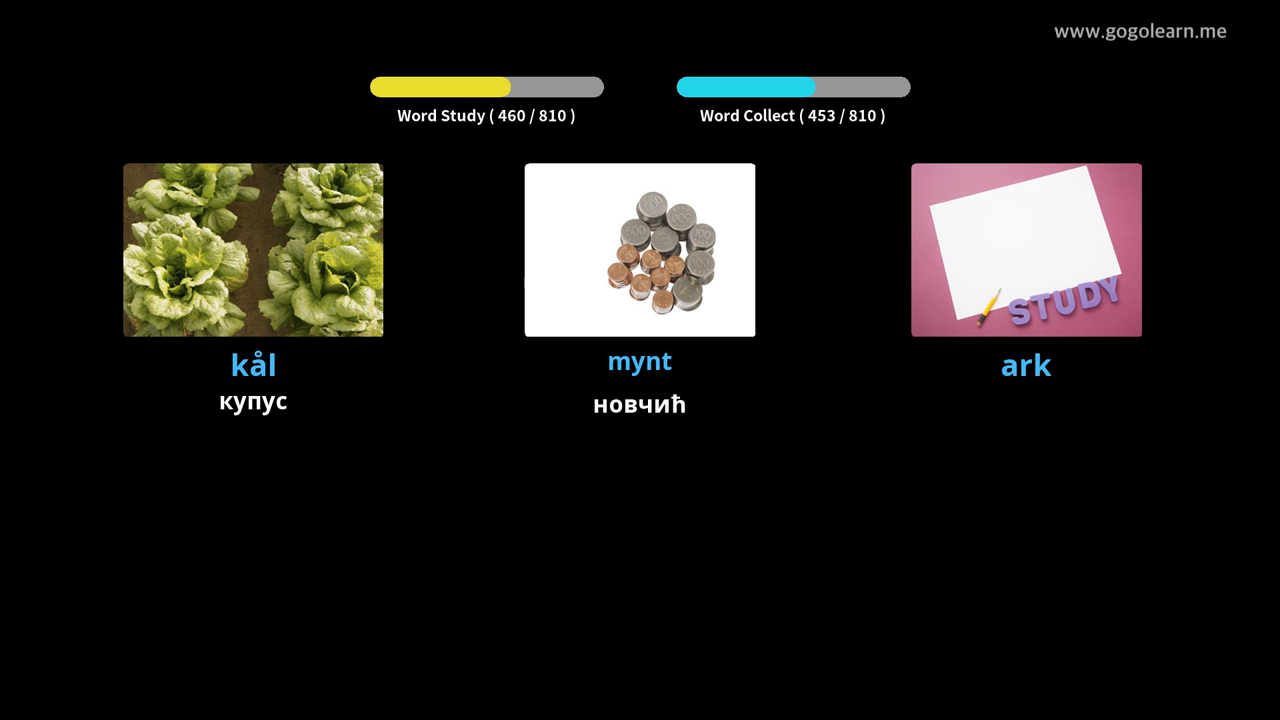 www.gogolearn.me
Word Study ( 460 / 810 )
Word Collect ( 453 / 810 )
STUDY
kål
mynt
ark
купус
новчић